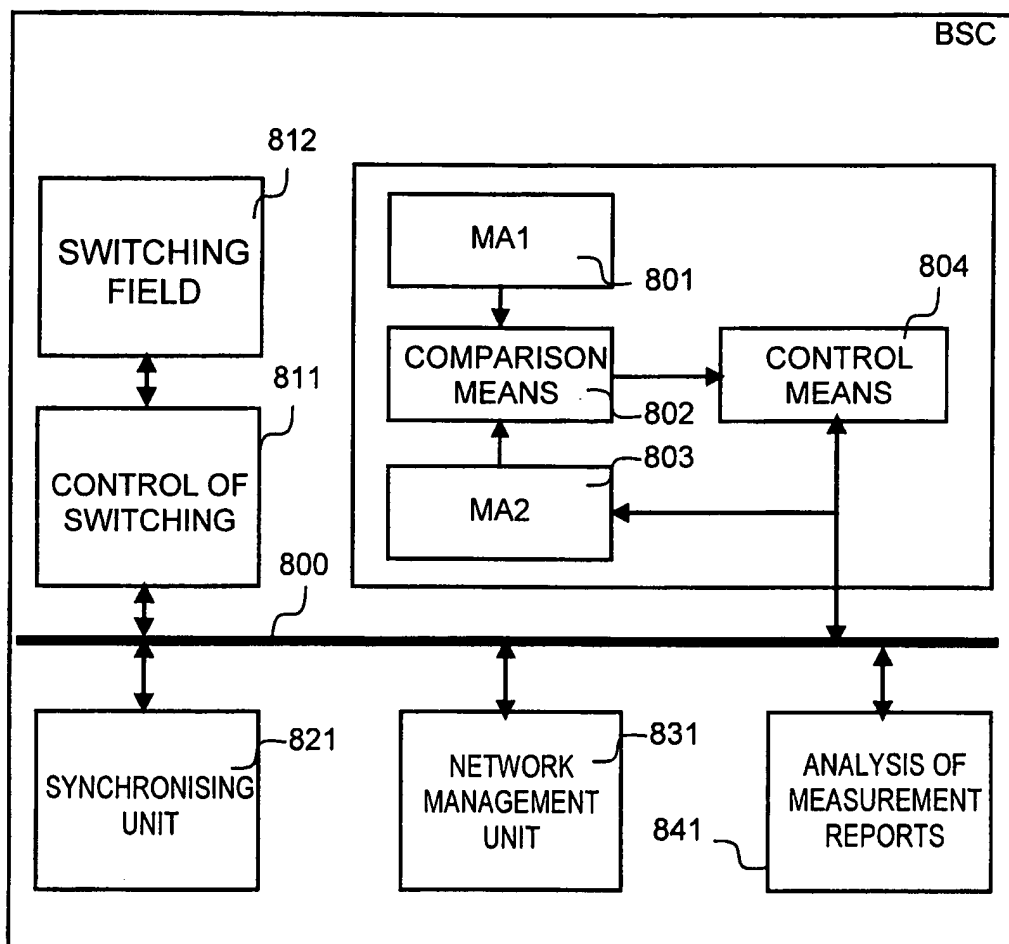 BSC
812
SWITCHING
FIELD
MA1
801
804
COMPARISON
MEANS
802
CONTROL
MEANS
811
CONTROL OF
SWITCHING
803
MA2
800
821
SYNCHRONISING
UNIT
831
NETWORK
MANAGEMENT
UNIT
ANALYSIS OF
MEASUREMENT
REPORTS
841